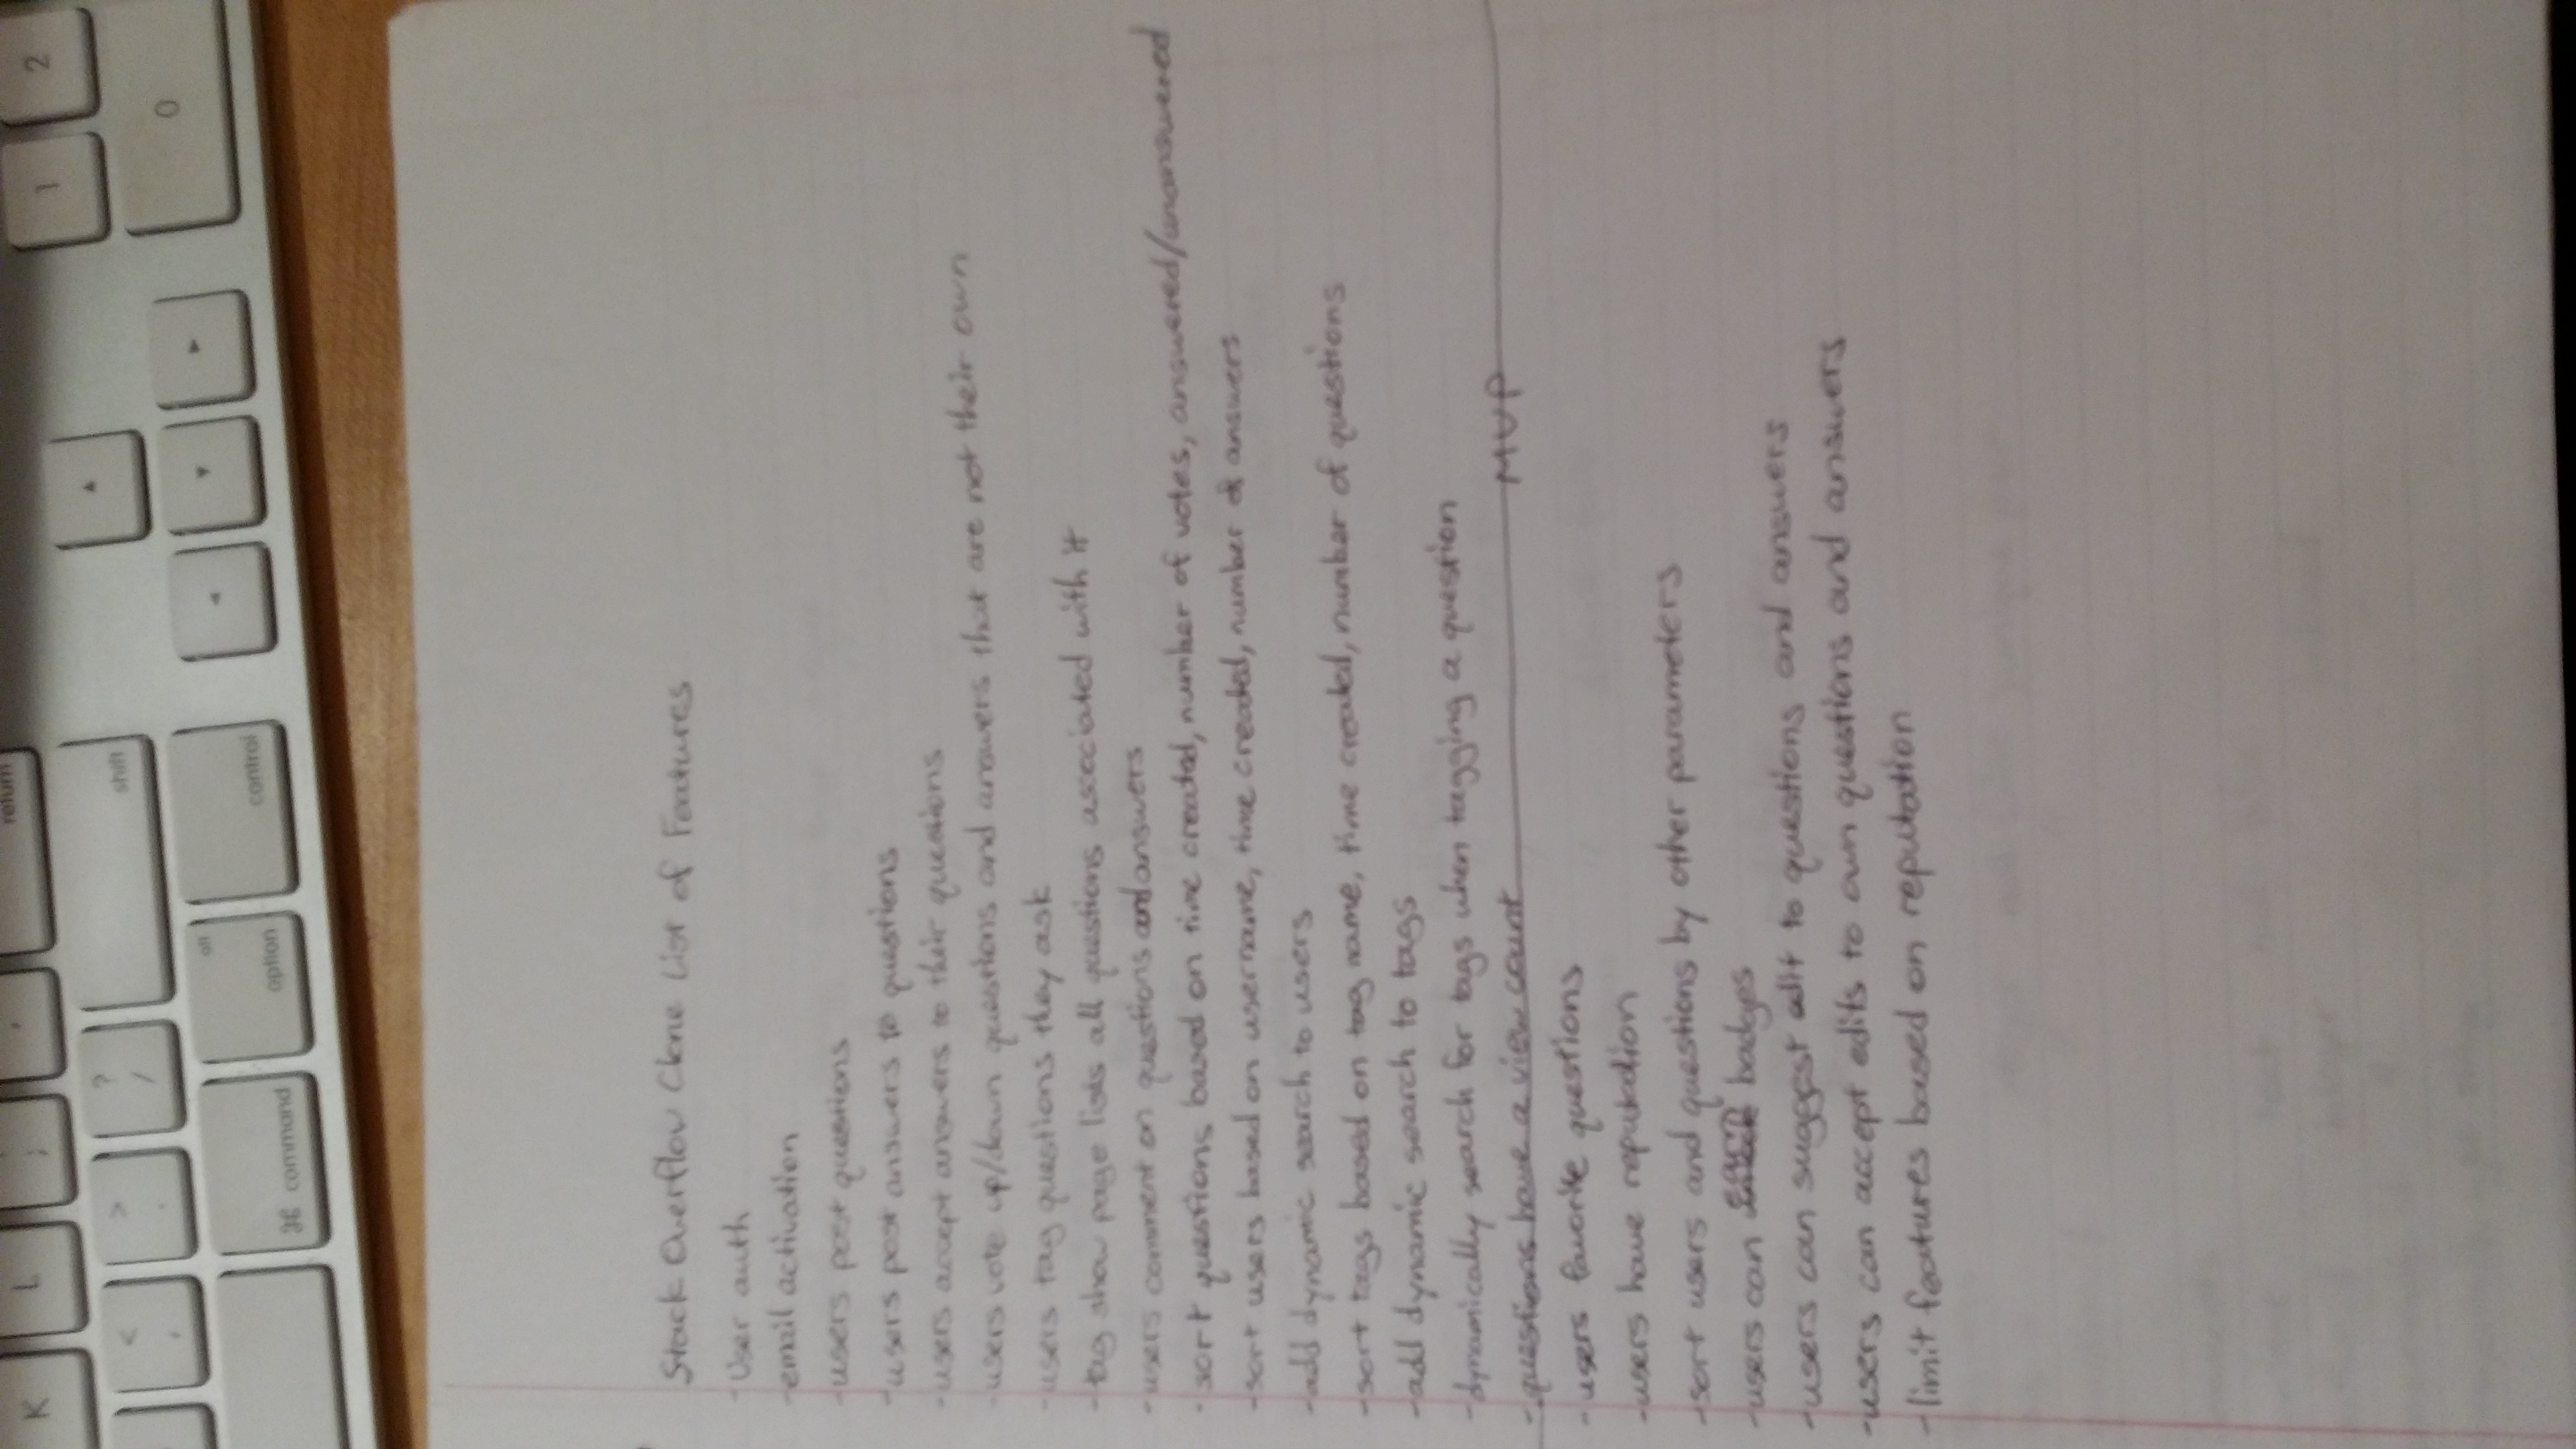 K L ; ' return 1 2
< , > . ? / shift ▲
⌘ command alt option control ◄ ▼ ► 0
Stack Overflow Clone List of Features
-User auth
-email activation
-users post questions
-users post answers to questions
-users accept answers to their questions
-users vote up/down questions and answers that are not their own
-users tag questions they ask
-tag show page lists all questions associated with it
-users comment on questions and answers
-sort questions based on time created, number of votes, answered/unanswered
-sort users based on username, time created, number of answers
-add dynamic search to users
-sort tags based on tag name, time created, number of questions
-add dynamic search to tags
-dynamically search for tags when tagging a question
-questions have a view count MVP
-users favorite questions
-users have reputation
-sort users and questions by other parameters
-users can earn badges
-users can suggest edit to questions and answers
-users can accept edits to own questions and answers
-limit features based on reputation